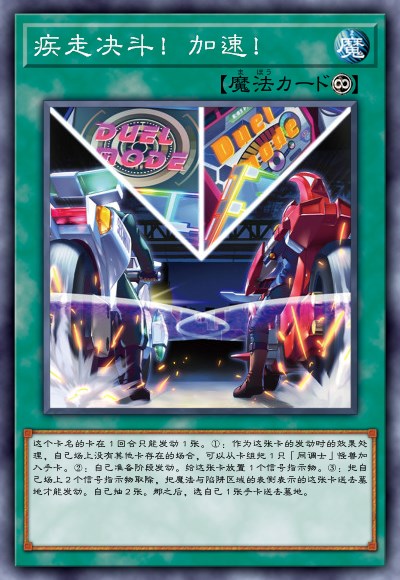 疾走决斗！加速！
魔
【魔法カード
まほう
】
DUEL MODE
Duel Mode
这个卡名的卡在1回合只能发动1张。①：作为这张卡的发动时的效果处
理，自己场上没有其他卡存在的场合，可以从卡组把1只「同调士」怪兽加
入手卡。②：自己准备阶段发动。给这张卡放置1个信号指示物。③：把自
己场上2个信号指示物取除，把魔法与陷阱区域的表侧表示的这张卡送去墓
地才能发动。自己抽2张。那之后，选自己1张手卡送去墓地。